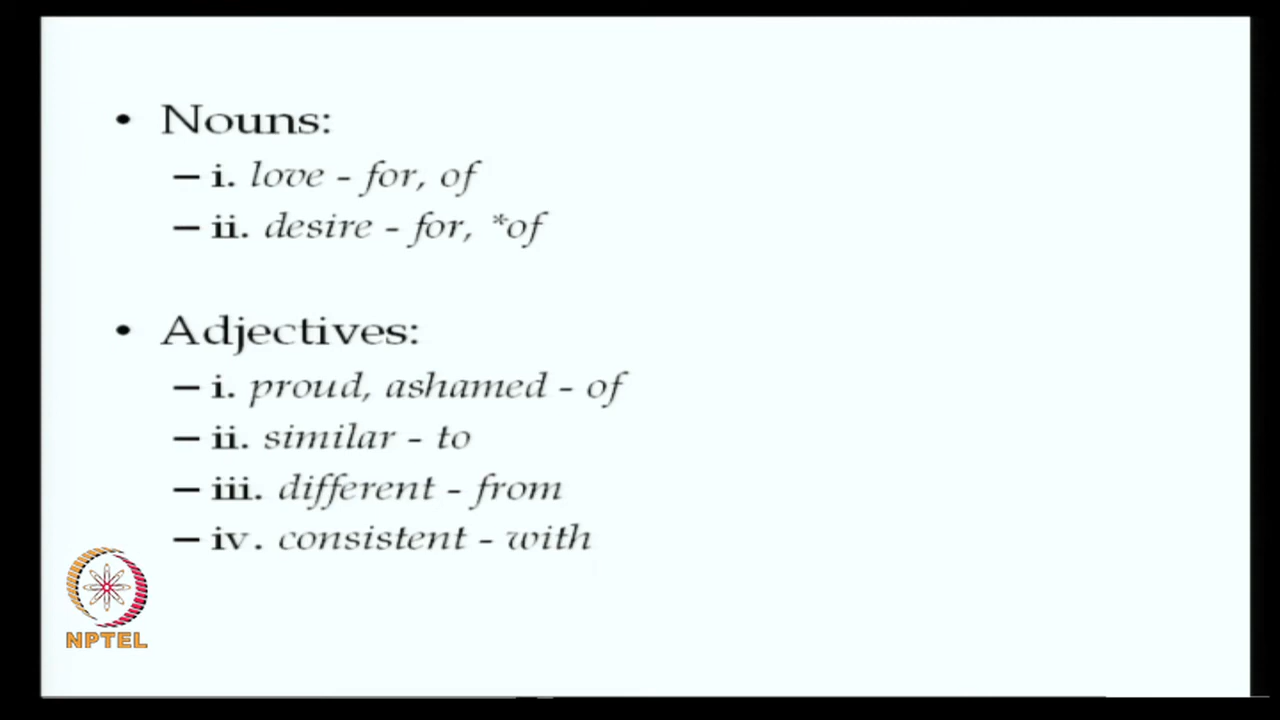 • Nouns:
– i. love - for, of
– ii. desire - for, *of
• Adjectives:
– i. proud, ashamed - of
– ii. similar - to
– iii. different - from
– iv. consistent - with
NPTEL